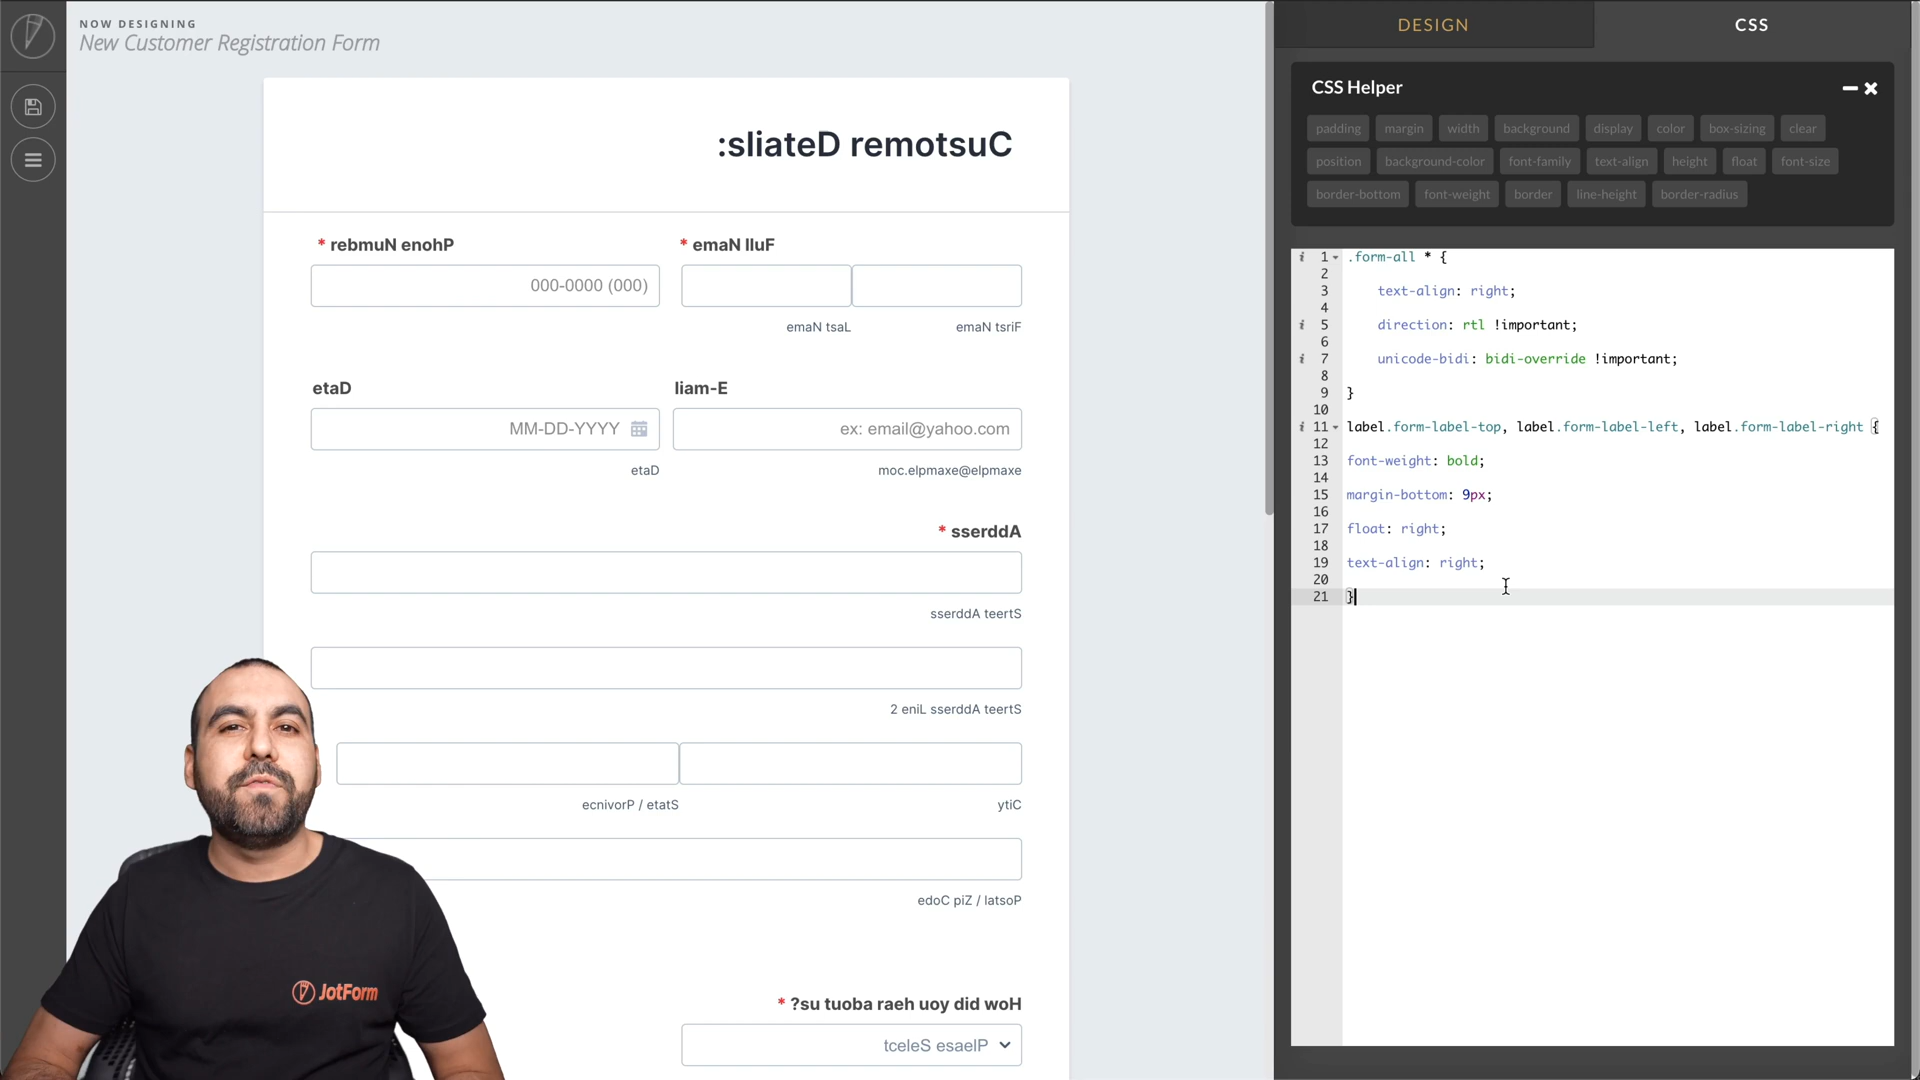 NOW DESIGNING
New Customer Registration Form
:sliateD remotsuC
* rebmuN enohP
* emaN lluF
000-0000 (000)
emaN tsaL
emaN tsriF
etaD
liam-E
MM-DD-YYYY
ex: email@yahoo.com
etaD
moc.elpmaxe@elpmaxe
* sserddA
sserddA teertS
2 eniL sserddA teertS
ecnivorP / etatS
ytiC
edoC piZ / latsoP
* ?su tuoba raeh uoy did woH
tceleS esaelP
JotForm
DESIGN
CSS
CSS Helper
padding margin width background display color box-sizing clear
position background-color font-family text-align height float font-size
border-bottom font-weight border line-height border-radius
i 1 .form-all * {
2
3 text-align: right;
4
i 5 direction: rtl !important;
6
i 7 unicode-bidi: bidi-override !important;
8
9 }
10
i 11 label.form-label-top, label.form-label-left, label.form-label-right {
12
13 font-weight: bold;
14
15 margin-bottom: 9px;
16
17 float: right;
18
19 text-align: right;
20
21 }